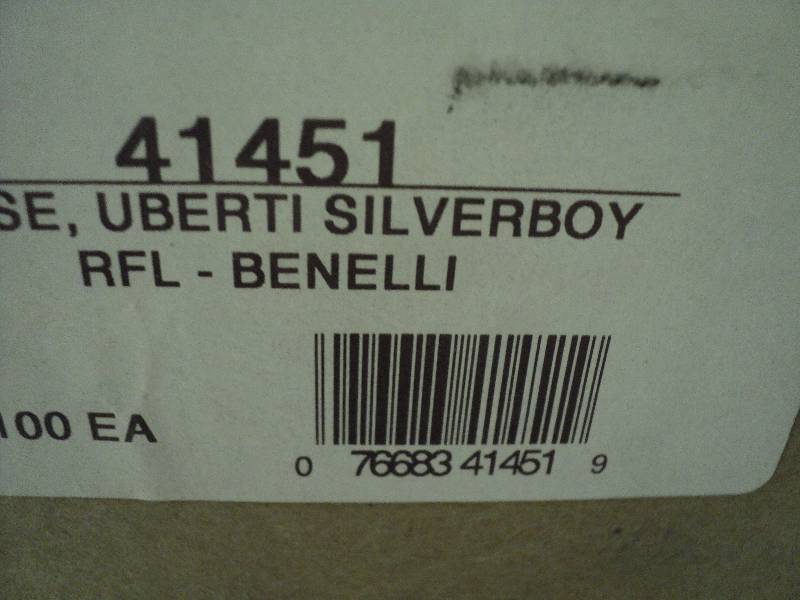 41451
SE, UBERTI SILVERBOY
RFL - BENELLI
100 EA
0 76683 41451 9